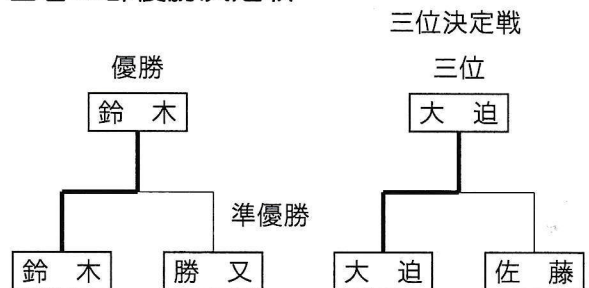 三位決定戦
優勝
三位
鈴　木
大　迫
準優勝
鈴　木
勝　又
大　迫
佐　藤